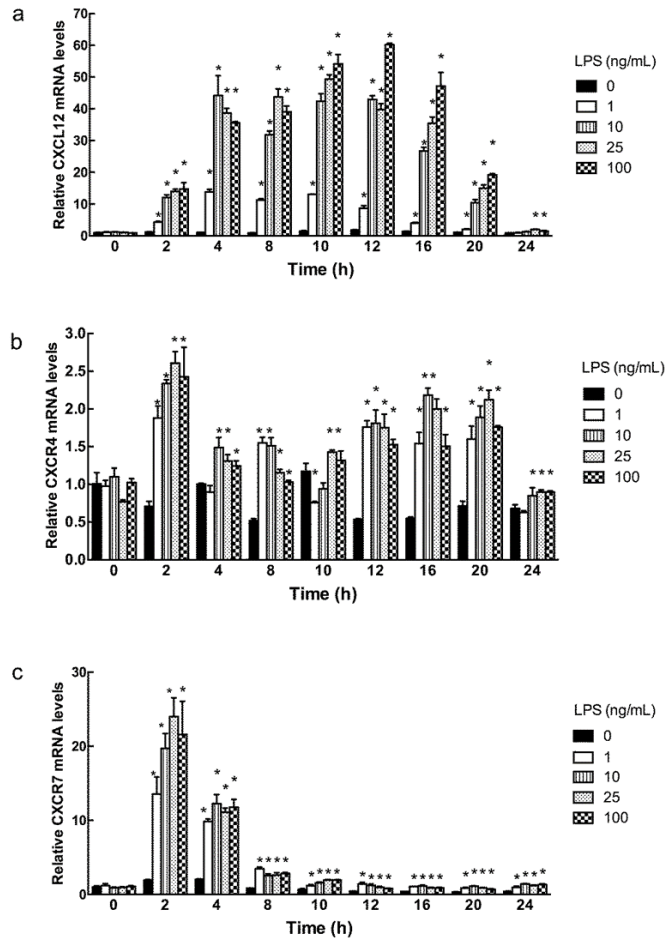 a
Relative CXCL12 mRNA levels
70
60
50
40
30
20
10
0
* * * * * * * * * * * * * * * * * * * * * * * * * * * * * *
0 2 4 8 10 12 16 20 24
Time (h)
LPS (ng/mL)
0
1
10
25
100
b
Relative CXCR4 mRNA levels
3.0
2.5
2.0
1.5
1.0
0.5
0.0
* * * * * * * * * * * * * * * * * * * * * * * * * * * * *
0 2 4 8 10 12 16 20 24
Time (h)
LPS (ng/mL)
0
1
10
25
100
c
Relative CXCR7 mRNA levels
30
20
10
0
* * * * * * * * * * * * * * * * * * * * * * * * * * * * * * * *
0 2 4 8 10 12 16 20 24
Time (h)
LPS (ng/mL)
0
1
10
25
100